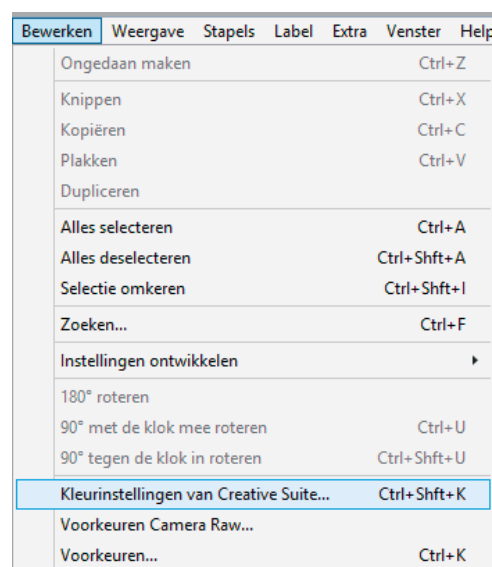 Bewerken Weergave Stapels Label Extra Venster Help
Ongedaan maken Ctrl+Z
Knippen Ctrl+X
Kopiëren Ctrl+C
Plakken Ctrl+V
Dupliceren
Alles selecteren Ctrl+A
Alles deselecteren Ctrl+Shft+A
Selectie omkeren Ctrl+Shft+I
Zoeken... Ctrl+F
Instellingen ontwikkelen
180° roteren
90° met de klok mee roteren Ctrl+U
90° tegen de klok in roteren Ctrl+Shft+U
Kleurinstellingen van Creative Suite... Ctrl+Shft+K
Voorkeuren Camera Raw...
Voorkeuren... Ctrl+K